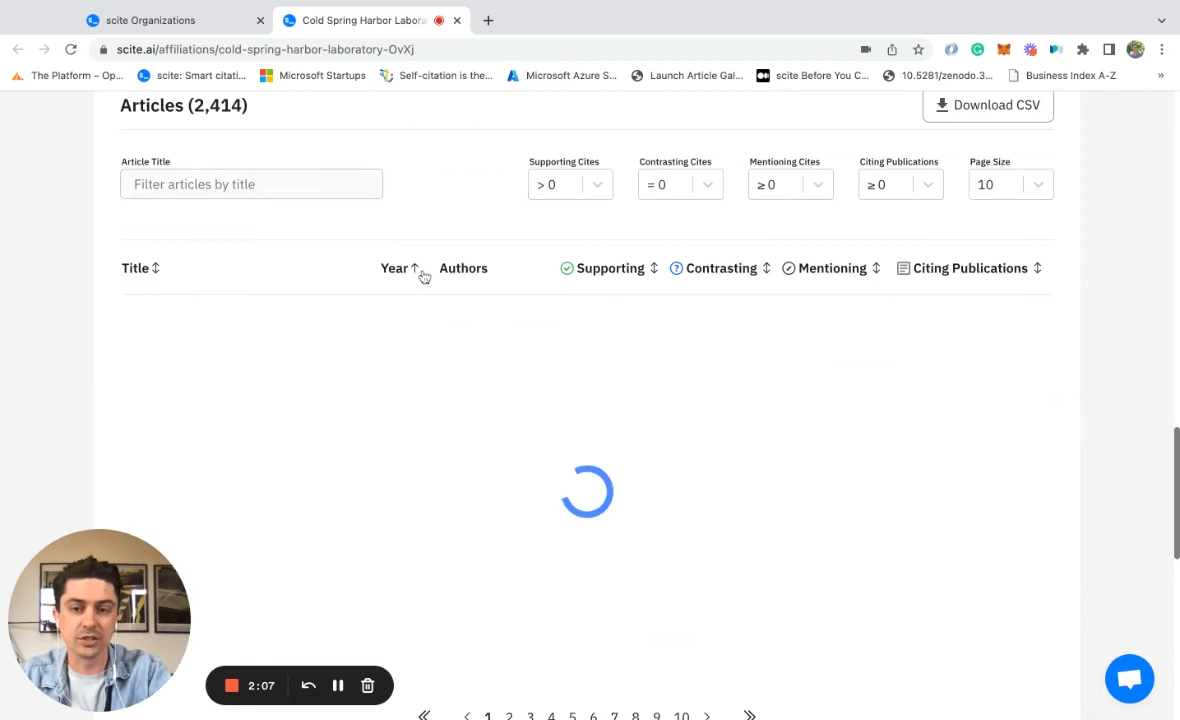 scite Organizations
Cold Spring Harbor Labora
scite.ai/affiliations/cold-spring-harbor-laboratory-OvXj
The Platform – Op...
scite: Smart citati...
Microsoft Startups
Self-citation is the...
Microsoft Azure S...
Launch Article Gal...
scite Before You C...
10.5281/zenodo.3...
Business Index A-Z
»
Articles (2,414)
Download CSV
Article Title
Supporting Cites
Contrasting Cites
Mentioning Cites
Citing Publications
Page Size
Filter articles by title
> 0
= 0
≥ 0
≥ 0
10
Title
Year
Authors
Supporting
Contrasting
Mentioning
Citing Publications
2:07
1 2 3 4 5 6 7 8 9 10